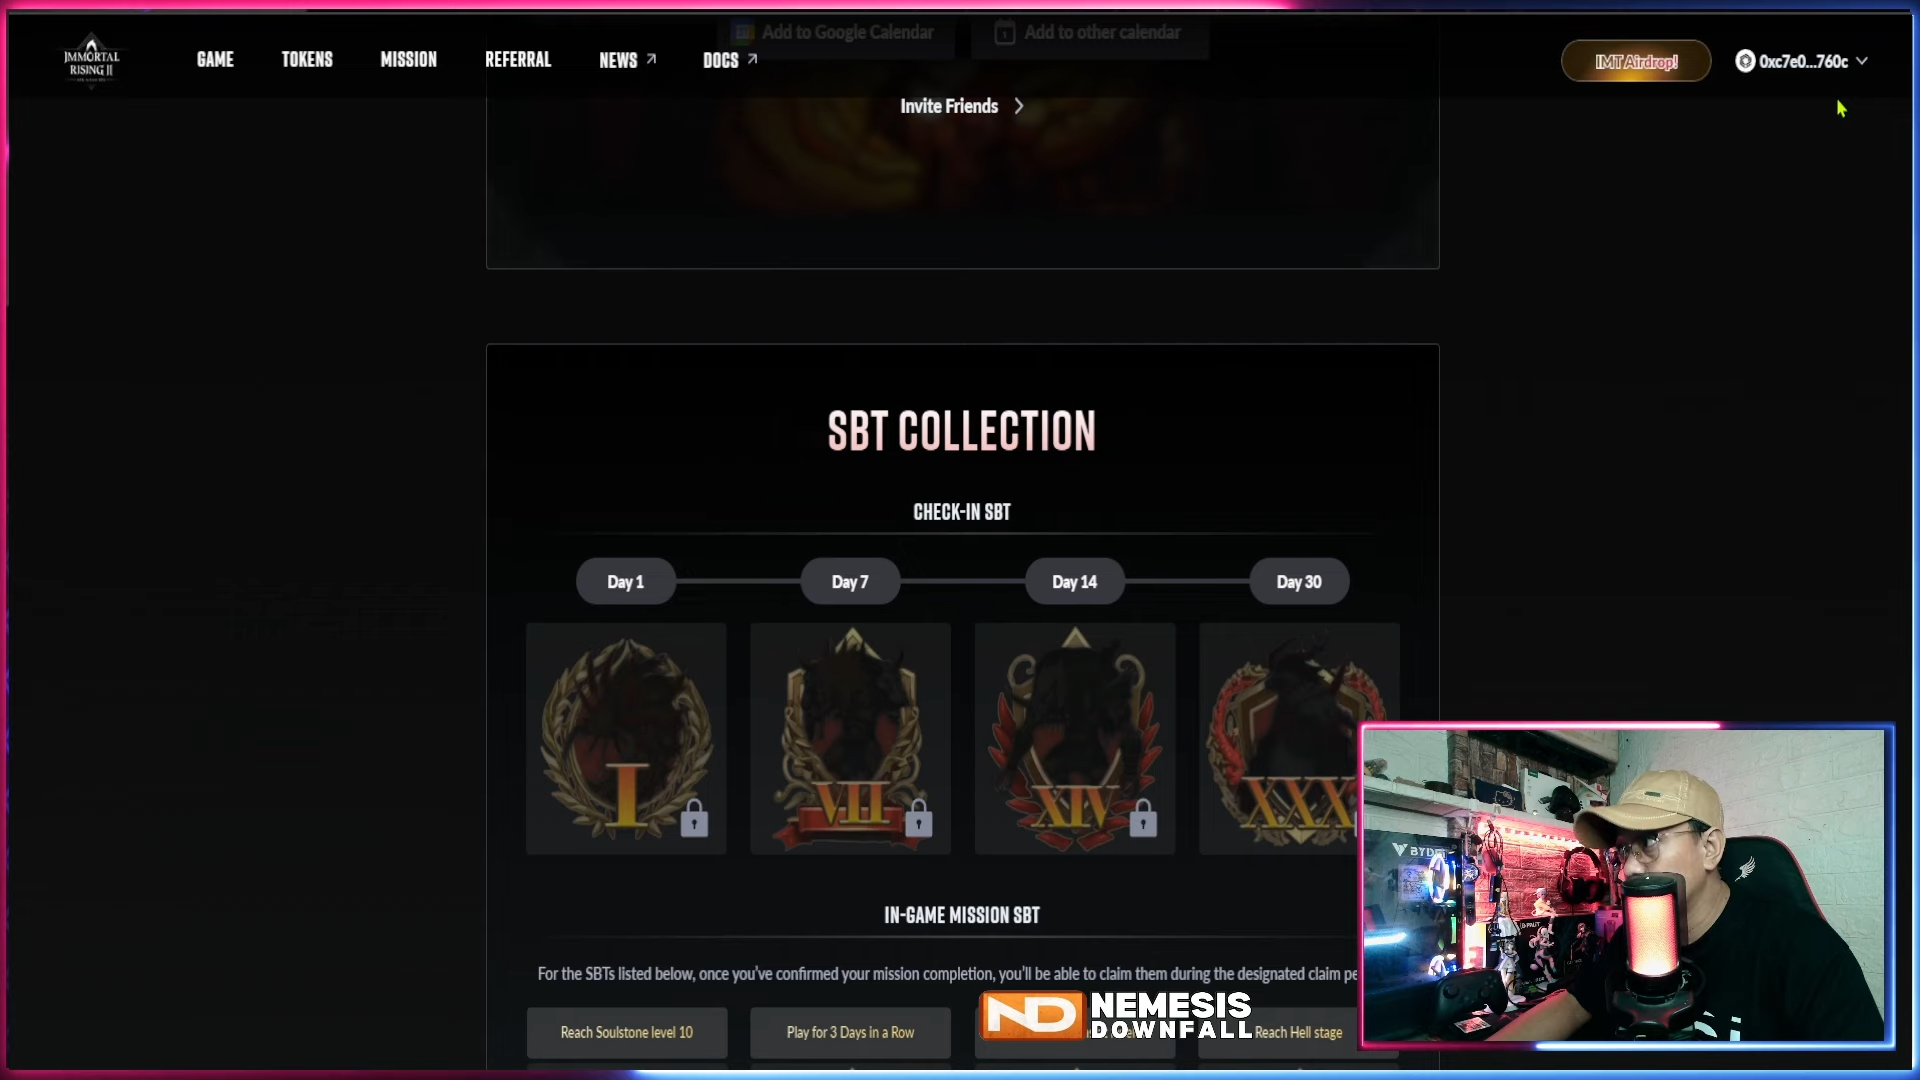 IMMORTAL
RISING II
GAME
TOKENS
MISSION
REFERRAL
NEWS
DOCS
Add to Google Calendar
Add to other calendar
IMT Airdrop!
0xc7e0...760c
Invite Friends
SBT COLLECTION
CHECK-IN SBT
Day 1
Day 7
Day 14
Day 30
I
VII
XIV
XXX
IN-GAME MISSION SBT
For the SBTs listed below, once you've confirmed your mission completion, you'll be able to claim them during the designated claim pe
Reach Soulstone level 10
Play for 3 Days in a Row
Reach Hell stage
ND NEMESIS
DOWNFALL